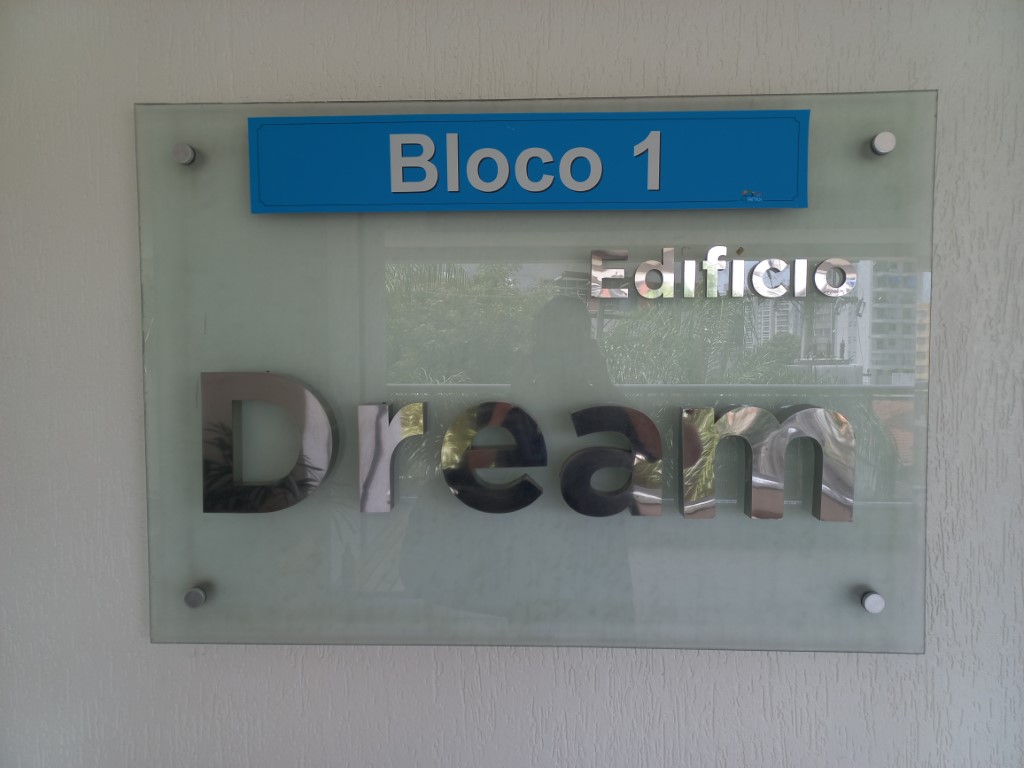 Bloco 1
Edifício
Dream